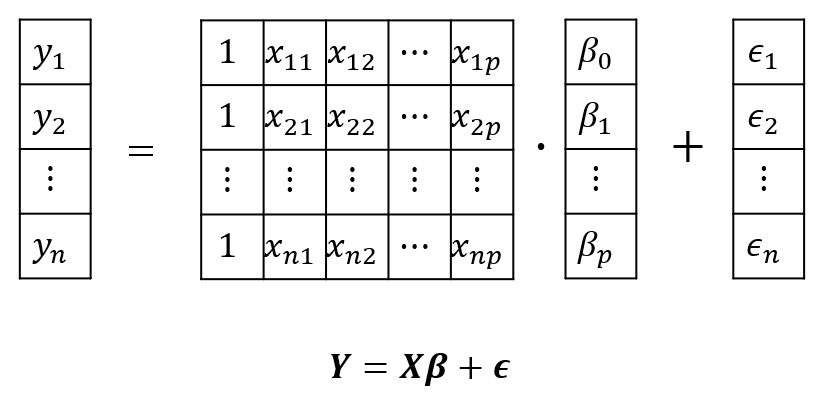 y₁ = 1 x₁₁ x₁₂ ⋯ x₁ₚ · β₀ + ϵ₁
y₂ 1 x₂₁ x₂₂ ⋯ x₂ₚ β₁ ϵ₂
⋮ ⋮ ⋮ ⋮ ⋮ ⋮ ⋮ ⋮
yₙ 1 xₙ₁ xₙ₂ ⋯ xₙₚ βₚ ϵₙ
Y = Xβ + ϵ